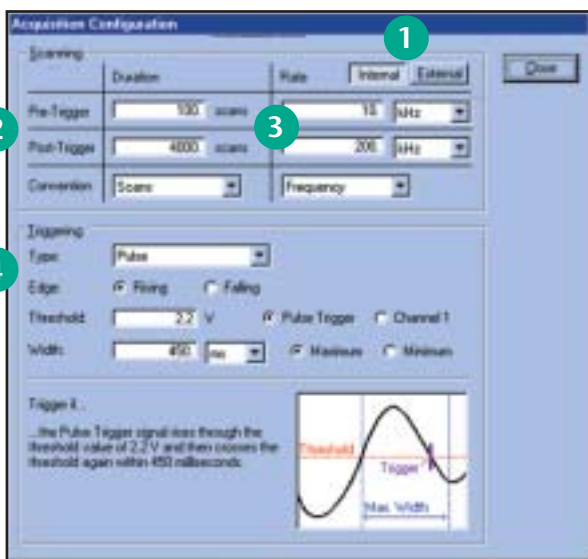 Acquisition Configuration
1
Scanning
Duration Rate Internal External Close
2 Pre-Trigger 100 scans 3 10 kHz
Post-Trigger 4000 scans 200 kHz
Convention Scans Frequency
4 Triggering
Type: Pulse
Edge: Rising Falling
Threshold: 2.2 V Pulse Trigger Channel 1
Width: 450 ms Maximum Minimum
Trigger if...
...the Pulse Trigger signal rises through the
threshold value of 2.2 V and then crosses the
threshold again within 450 milliseconds.
Threshold
Trigger
Max. Width